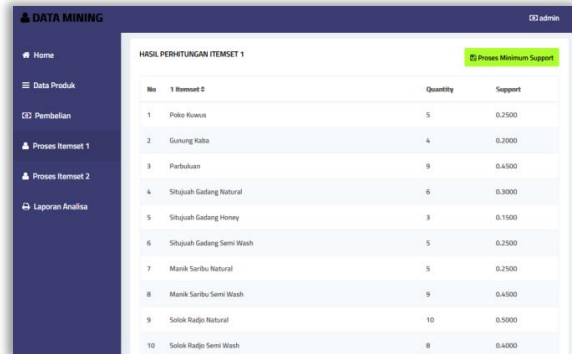 DATA MINING
admin
Home
Data Produk
Pembelian
Proses Itemset 1
Proses Itemset 2
Laporan Analisa
HASIL PERHITUNGAN ITEMSET 1
Proses Minimum Support
No 1 Itemset Quantity Support
1 Poko Kuwus 5 0.2500
2 Gunung Kaba 4 0.2000
3 Parbuluan 9 0.4500
4 Situjuah Gadang Natural 6 0.3000
5 Situjuah Gadang Honey 3 0.1500
6 Situjuah Gadang Semi Wash 5 0.2500
7 Manik Saribu Natural 5 0.2500
8 Manik Saribu Semi Wash 9 0.4500
9 Solok Radjo Natural 10 0.5000
10 Solok Radjo Semi Wash 8 0.4000